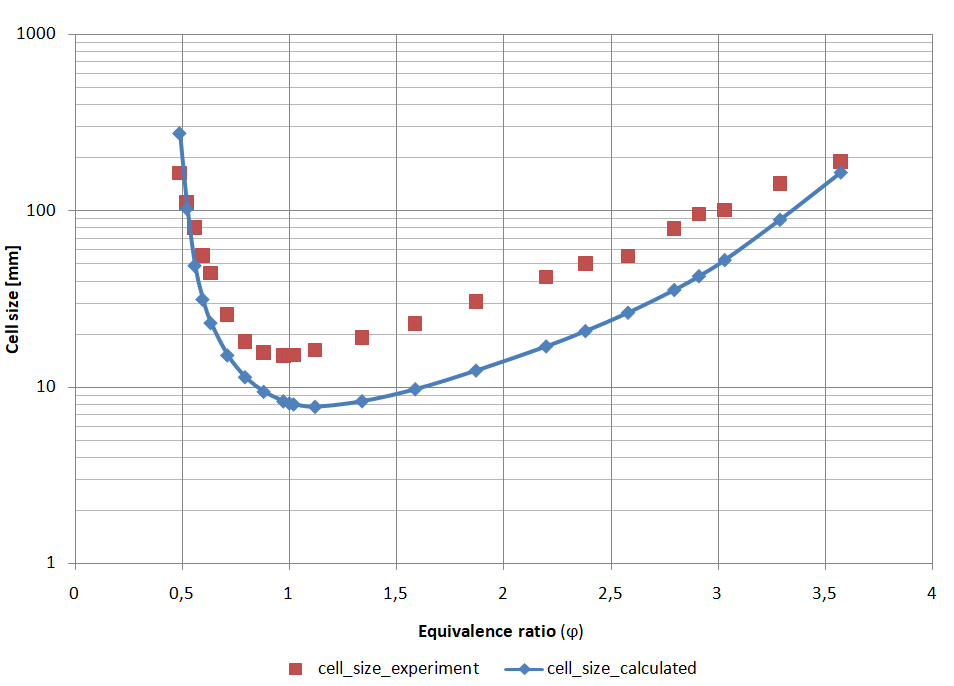 1000
100
10
1
Cell size [mm]
0 0,5 1 1,5 2 2,5 3 3,5 4
Equivalence ratio (φ)
cell_size_experiment cell_size_calculated